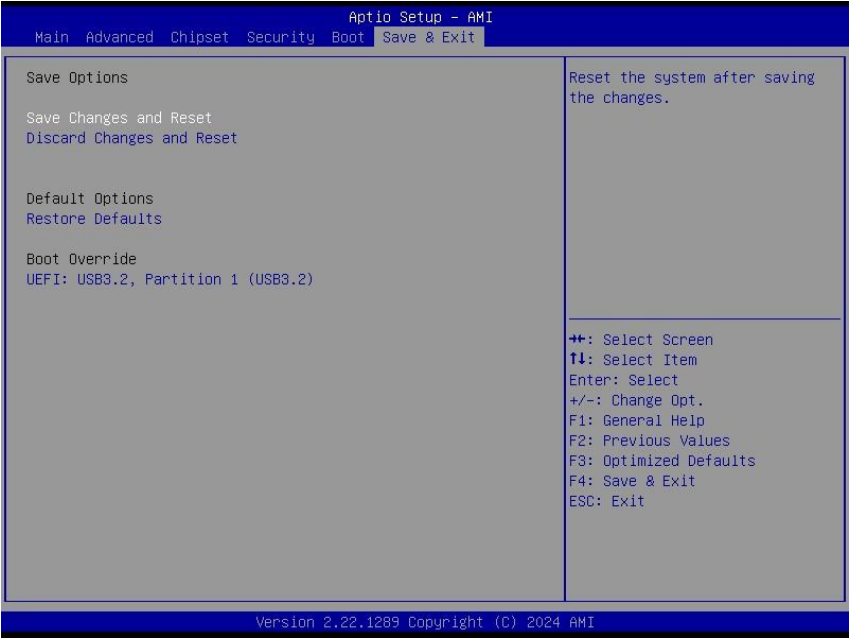 Aptio Setup - AMI
Main Advanced Chipset Security Boot Save & Exit
Save Options
Save Changes and Reset
Discard Changes and Reset
Default Options
Restore Defaults
Boot Override
UEFI: USB3.2, Partition 1 (USB3.2)
Reset the system after saving
the changes.
→←: Select Screen
↑↓: Select Item
Enter: Select
+/-: Change Opt.
F1: General Help
F2: Previous Values
F3: Optimized Defaults
F4: Save & Exit
ESC: Exit
Version 2.22.1289 Copyright (C) 2024 AMI